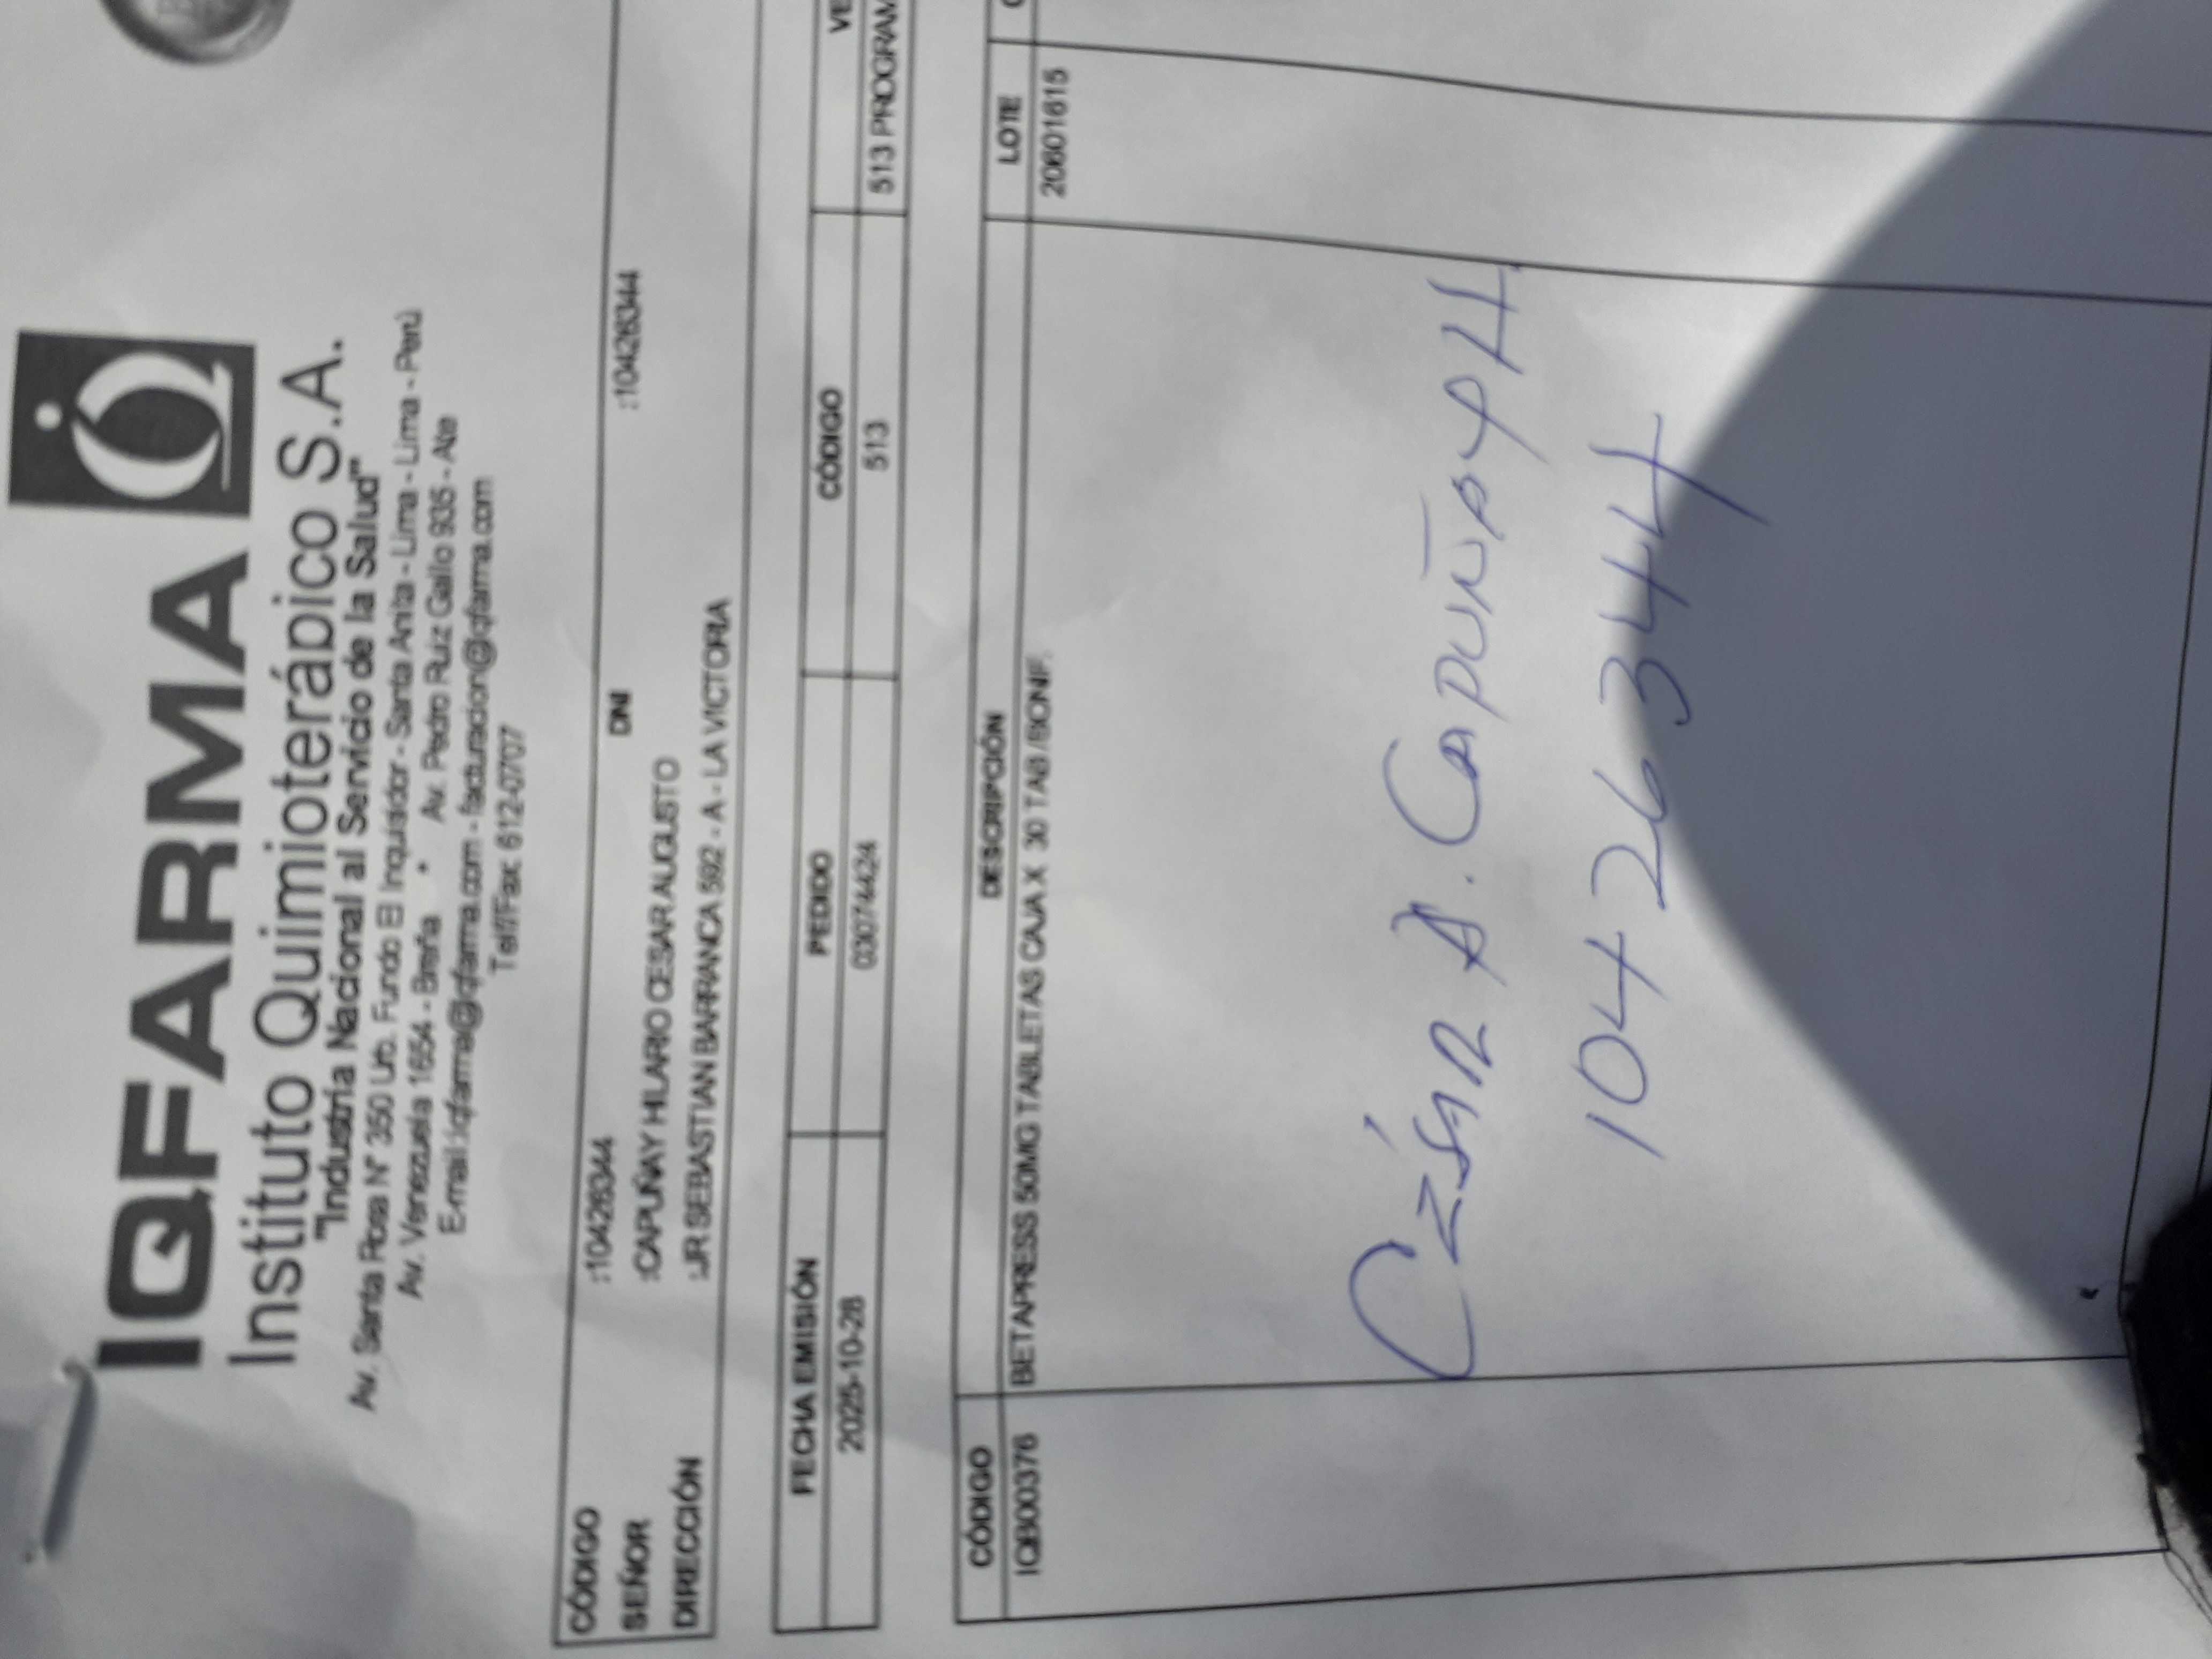 IQFARMA
Instituto Quimioterápico S.A.
"Industria Nacional al Servicio de la Salud"
Av. Santa Rosa N° 350 Urb. Fundo El Inquisidor - Santa Anita - Lima - Lima - Perú
Av. Venezuela 1654 - Breña • Av. Pedro Ruiz Gallo 935 - Ate
E-mail:iqfarma@iqfarma.com - facturacion@iqfarma.com
Telf/Fax: 612-0707
CÓDIGO :10426344 DNI :10426344
SEÑOR :CAPUÑAY HILARIO CESAR AUGUSTO
DIRECCIÓN :JR SEBASTIAN BARRANCA 592 - A - LA VICTORIA
FECHA EMISIÓN PEDIDO CÓDIGO VE
2025-10-28 03074424 513 513 PROGRAM
CÓDIGO DESCRIPCIÓN LOTE
IQB00376 BETAPRESS 50MG TABLETAS CAJA X 30 TAB/BONIF. 20601615
César A. Capuñay H.
10426344